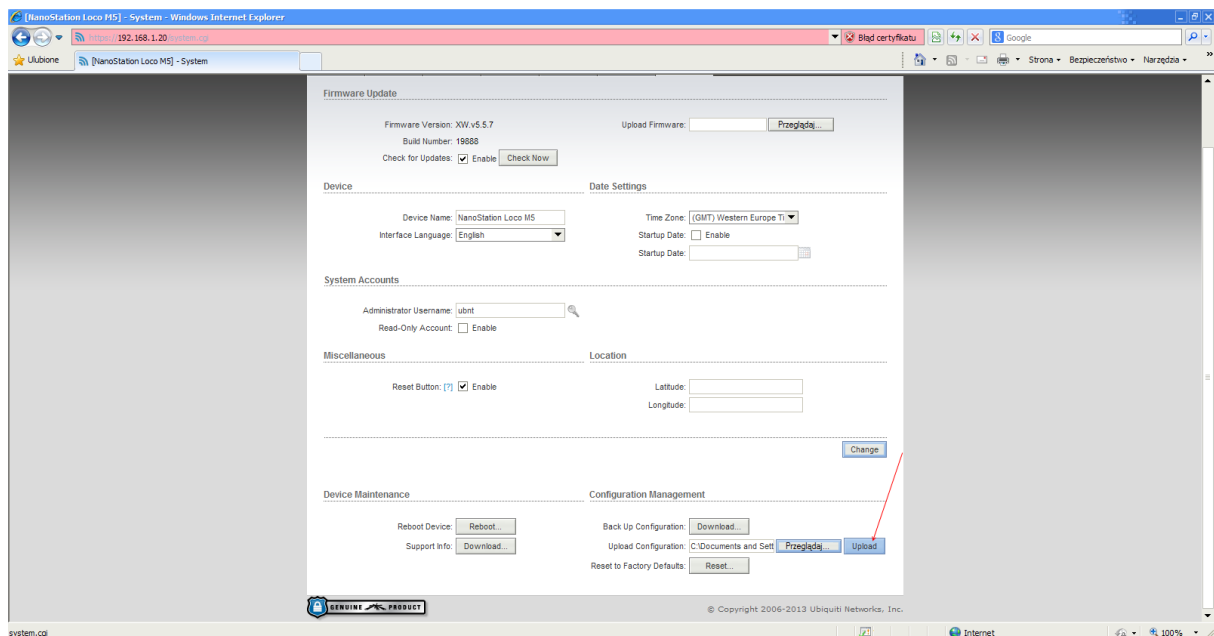 [NanoStation Loco M5] - System - Windows Internet Explorer
https://192.168.1.20/system.cgi
Błąd certyfikatu
Google
Ulubione
[NanoStation Loco M5] - System
Strona
Bezpieczeństwo
Narzędzia
»
Firmware Update
Firmware Version: XW.v5.5.7
Upload Firmware:
Przeglądaj...
Build Number: 19888
Check for Updates: Enable
Check Now
Device
Date Settings
Device Name: NanoStation Loco M5
Time Zone: (GMT) Western Europe Ti
Interface Language: English
Startup Date: Enable
Startup Date:
System Accounts
Administrator Username: ubnt
Read-Only Account: Enable
Miscellaneous
Location
Reset Button: [?] Enable
Latitude:
Longitude:
Change
Device Maintenance
Configuration Management
Reboot Device: Reboot...
Back Up Configuration: Download...
Support Info: Download...
Upload Configuration: C:\Documents and Sett
Przeglądaj...
Upload
Reset to Factory Defaults: Reset...
GENUINE PRODUCT
© Copyright 2006-2013 Ubiquiti Networks, Inc.
system.cgi
Internet
100%